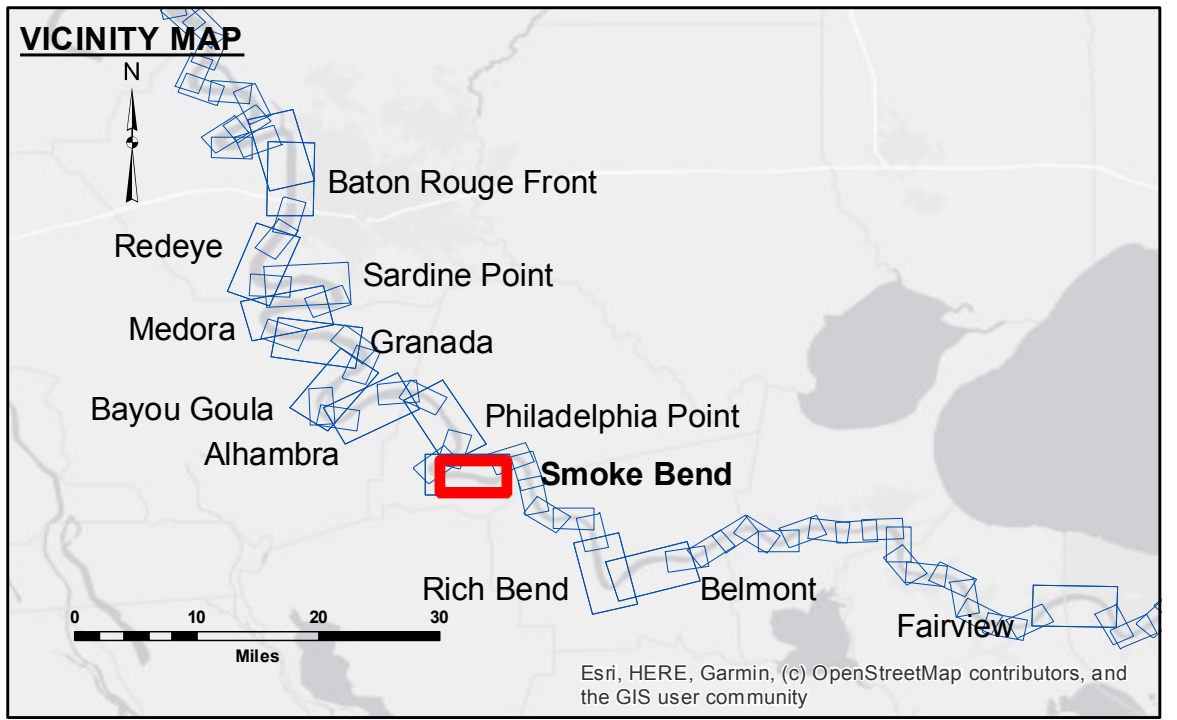 VICINITY MAP
N
Baton Rouge Front
Redeye
Sardine Point
Medora
Granada
Bayou Goula
Philadelphia Point
Alhambra
Smoke Bend
Rich Bend
Belmont
Fairview
0 10 20 30
Miles
Esri, HERE, Garmin, (c) OpenStreetMap contributors, and
the GIS user community